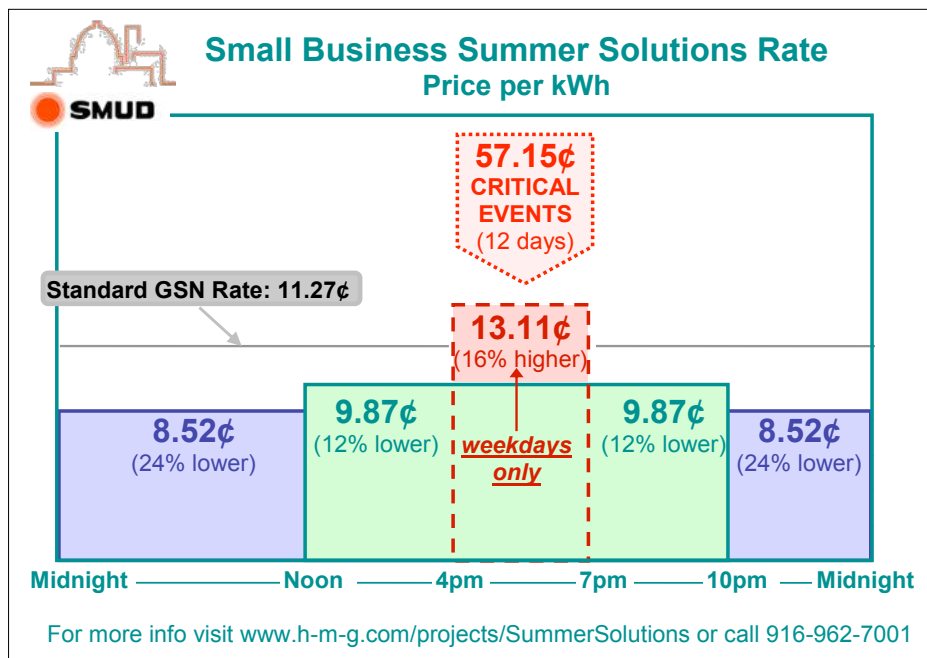 Small Business Summer Solutions Rate
Price per kWh
SMUD
57.15¢
CRITICAL
EVENTS
(12 days)
Standard GSN Rate: 11.27¢
13.11¢
(16% higher)
8.52¢
(24% lower)
9.87¢
(12% lower)
weekdays
only
9.87¢
(12% lower)
8.52¢
(24% lower)
Midnight Noon 4pm 7pm 10pm Midnight
For more info visit www.h-m-g.com/projects/SummerSolutions or call 916-962-7001